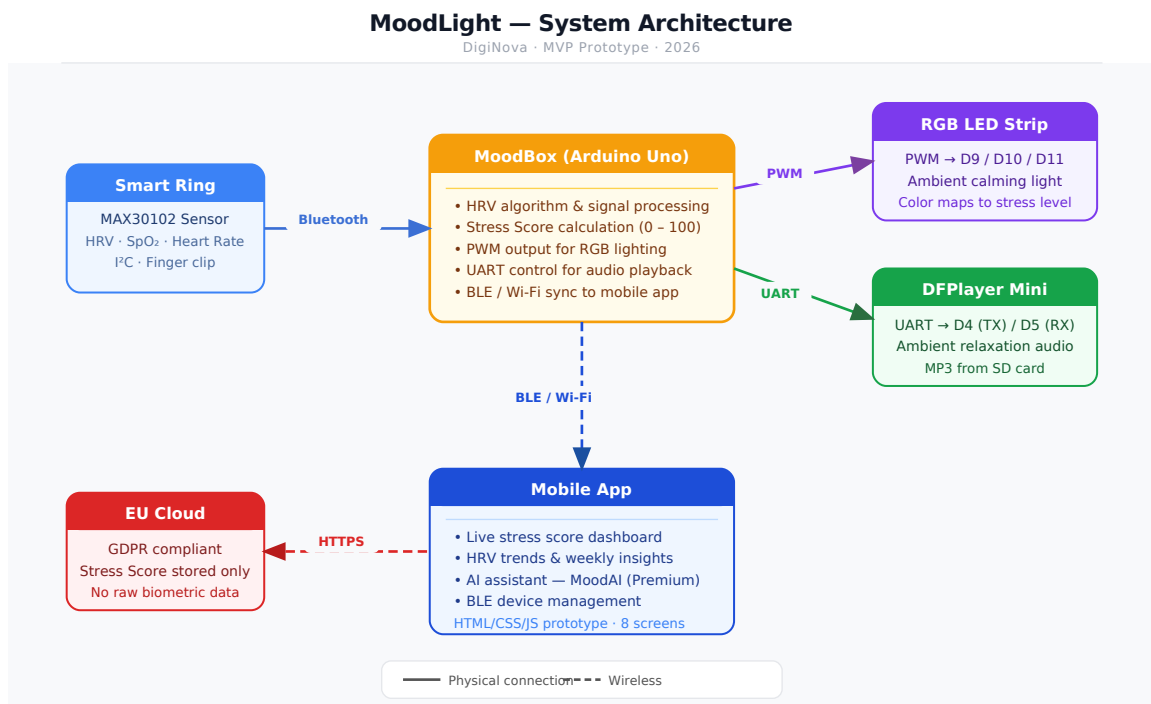 MoodLight — System Architecture
DigiNova · MVP Prototype · 2026
Smart Ring
MAX30102 Sensor
HRV · SpO₂ · Heart Rate
I²C · Finger clip
Bluetooth
MoodBox (Arduino Uno)
• HRV algorithm & signal processing
• Stress Score calculation (0 – 100)
• PWM output for RGB lighting
• UART control for audio playback
• BLE / Wi-Fi sync to mobile app
PWM
RGB LED Strip
PWM → D9 / D10 / D11
Ambient calming light
Color maps to stress level
UART
DFPlayer Mini
UART → D4 (TX) / D5 (RX)
Ambient relaxation audio
MP3 from SD card
BLE / Wi-Fi
Mobile App
• Live stress score dashboard
• HRV trends & weekly insights
• AI assistant — MoodAI (Premium)
• BLE device management
HTML/CSS/JS prototype · 8 screens
HTTPS
EU Cloud
GDPR compliant
Stress Score stored only
No raw biometric data
Physical connection
Wireless